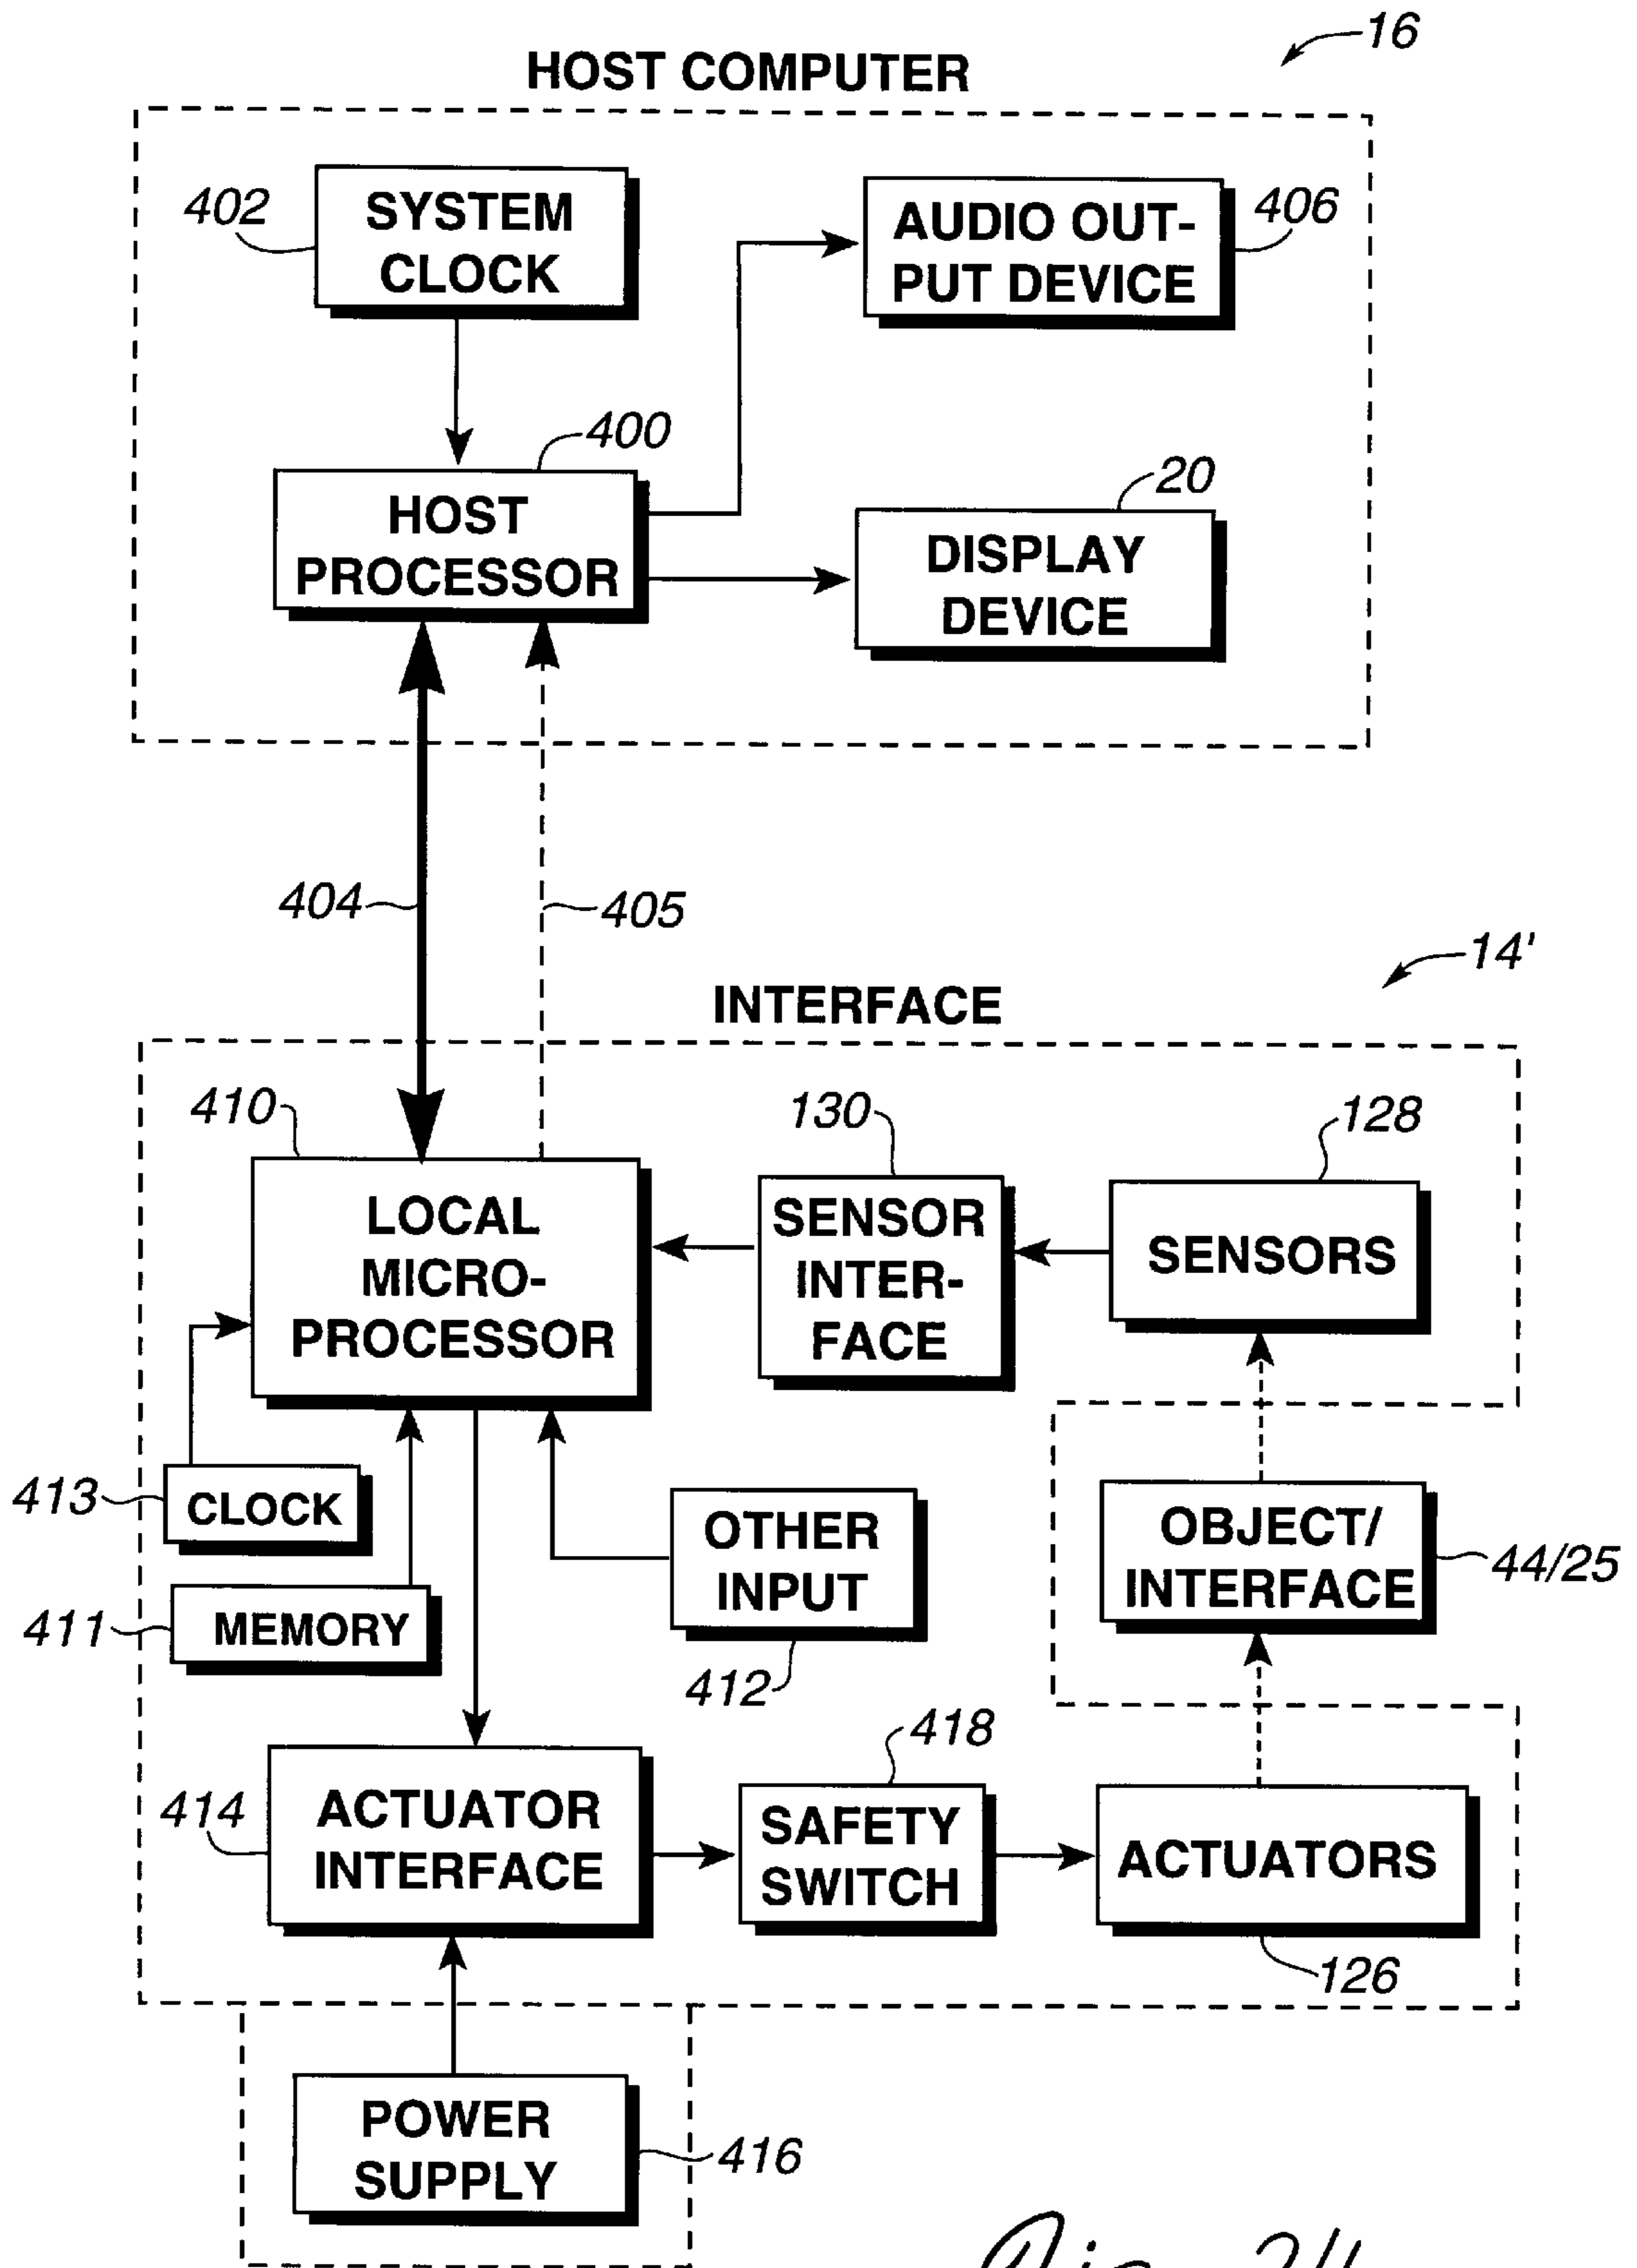 16
HOST COMPUTER
402
SYSTEM
CLOCK
AUDIO OUT-
PUT DEVICE
406
400
HOST
PROCESSOR
20
DISPLAY
DEVICE
404
405
14'
INTERFACE
410
LOCAL
MICRO-
PROCESSOR
130
SENSOR
INTER-
FACE
128
SENSORS
413
CLOCK
OTHER
INPUT
412
OBJECT/
INTERFACE
44/25
411
MEMORY
414
ACTUATOR
INTERFACE
418
SAFETY
SWITCH
ACTUATORS
126
POWER
SUPPLY
416